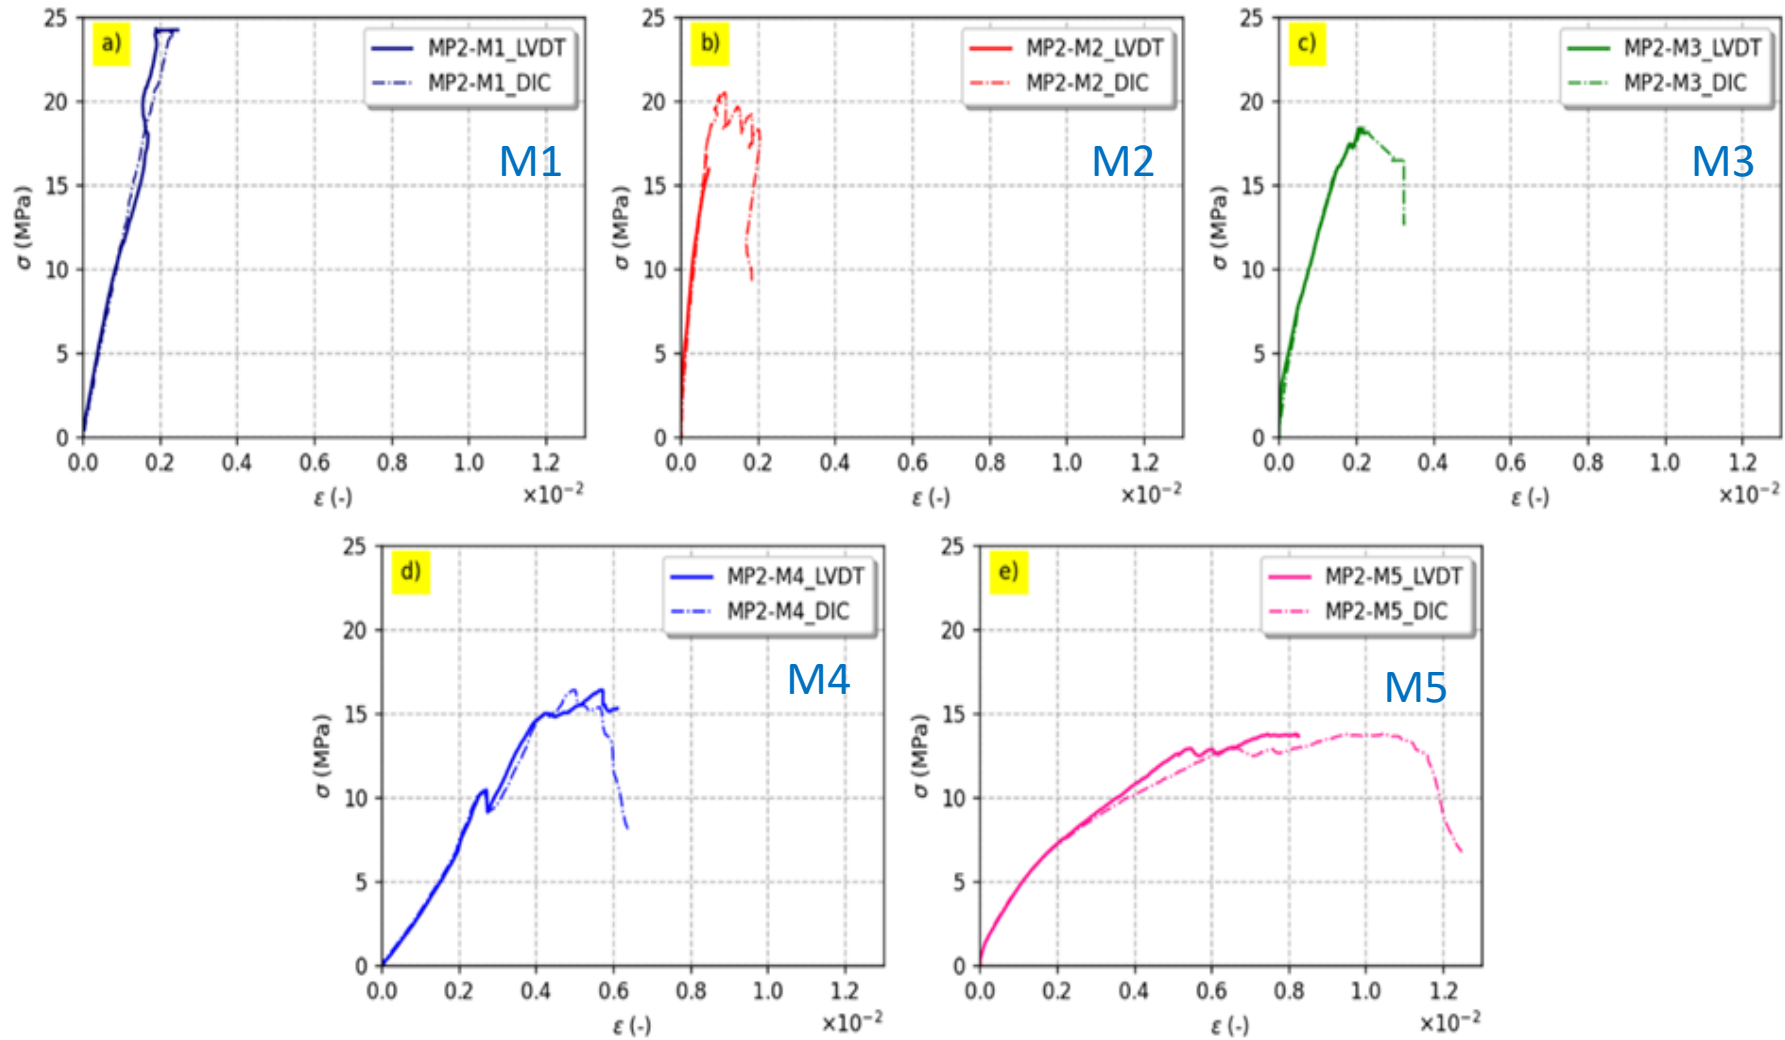 a)
MP2-M1_LVDT
MP2-M1_DIC
M1
σ (MPa)
25
20
15
10
5
0
0.0 0.2 0.4 0.6 0.8 1.0 1.2
×10⁻²
ε (-)
b)
MP2-M2_LVDT
MP2-M2_DIC
M2
σ (MPa)
25
20
15
10
5
0
0.0 0.2 0.4 0.6 0.8 1.0 1.2
×10⁻²
ε (-)
c)
MP2-M3_LVDT
MP2-M3_DIC
M3
σ (MPa)
25
20
15
10
5
0
0.0 0.2 0.4 0.6 0.8 1.0 1.2
×10⁻²
ε (-)
d)
MP2-M4_LVDT
MP2-M4_DIC
M4
σ (MPa)
25
20
15
10
5
0
0.0 0.2 0.4 0.6 0.8 1.0 1.2
×10⁻²
ε (-)
e)
MP2-M5_LVDT
MP2-M5_DIC
M5
σ (MPa)
25
20
15
10
5
0
0.0 0.2 0.4 0.6 0.8 1.0 1.2
×10⁻²
ε (-)